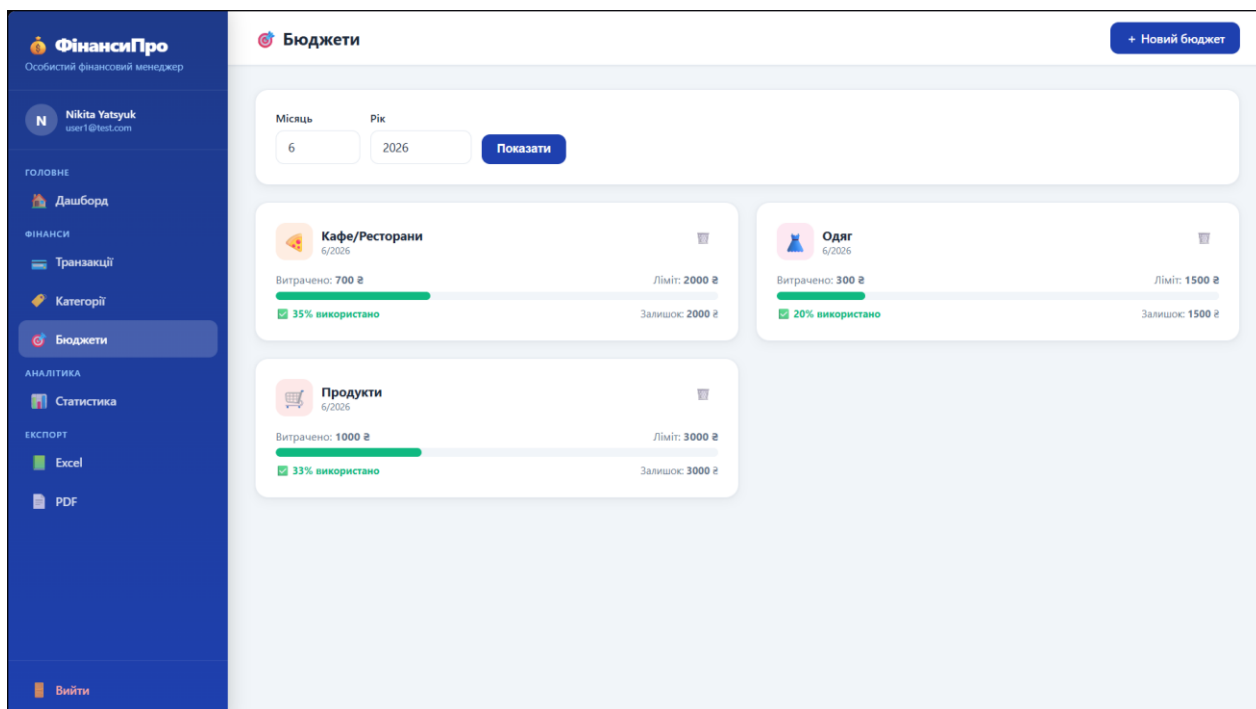 ФінансиПро
Особистий фінансовий менеджер
N
Nikita Yatsyuk
user1@test.com
ГОЛОВНЕ
Дашборд
ФІНАНСИ
Транзакції
Категорії
Бюджети
АНАЛІТИКА
Статистика
ЕКСПОРТ
Excel
PDF
Вийти
Бюджети
+ Новий бюджет
Місяць Рік
6 2026 Показати
Кафе/Ресторани
6/2026
Витрачено: 700 ₴ Ліміт: 2000 ₴
35% використано Залишок: 2000 ₴
Одяг
6/2026
Витрачено: 300 ₴ Ліміт: 1500 ₴
20% використано Залишок: 1500 ₴
Продукти
6/2026
Витрачено: 1000 ₴ Ліміт: 3000 ₴
33% використано Залишок: 3000 ₴